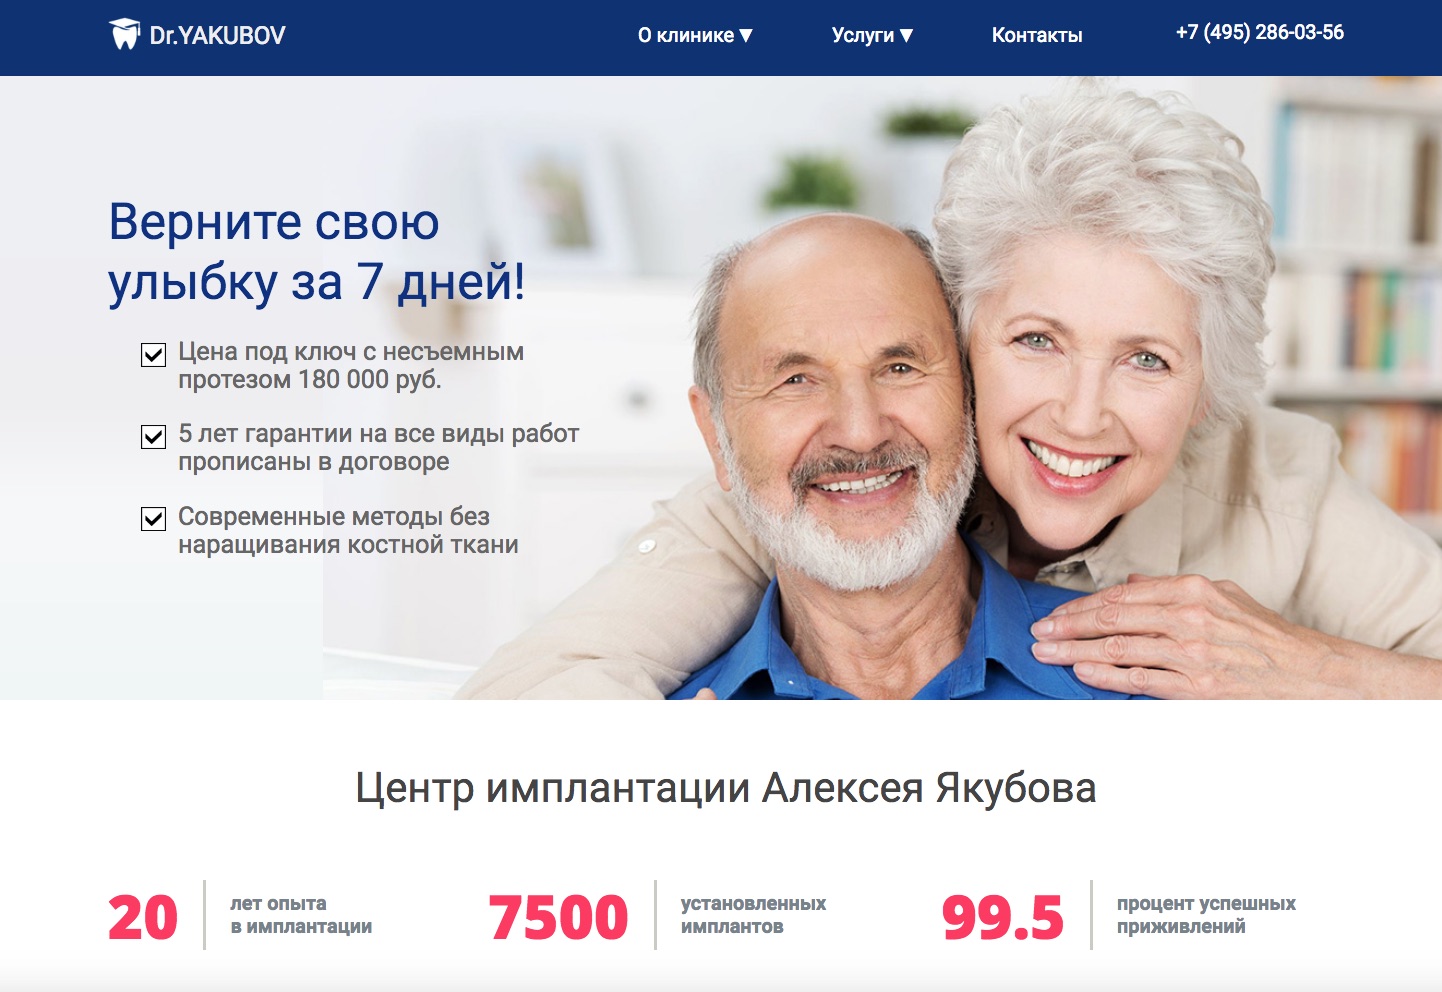 Dr.YAKUBOV
О клинике ▼
Услуги ▼
Контакты
+7 (495) 286-03-56
Верните свою
улыбку за 7 дней!
Цена под ключ с несъемным
протезом 180 000 руб.
5 лет гарантии на все виды работ
прописаны в договоре
Современные методы без
наращивания костной ткани
Центр имплантации Алексея Якубова
20
лет опыта
в имплантации
7500
установленных
имплантов
99.5
процент успешных
приживлений